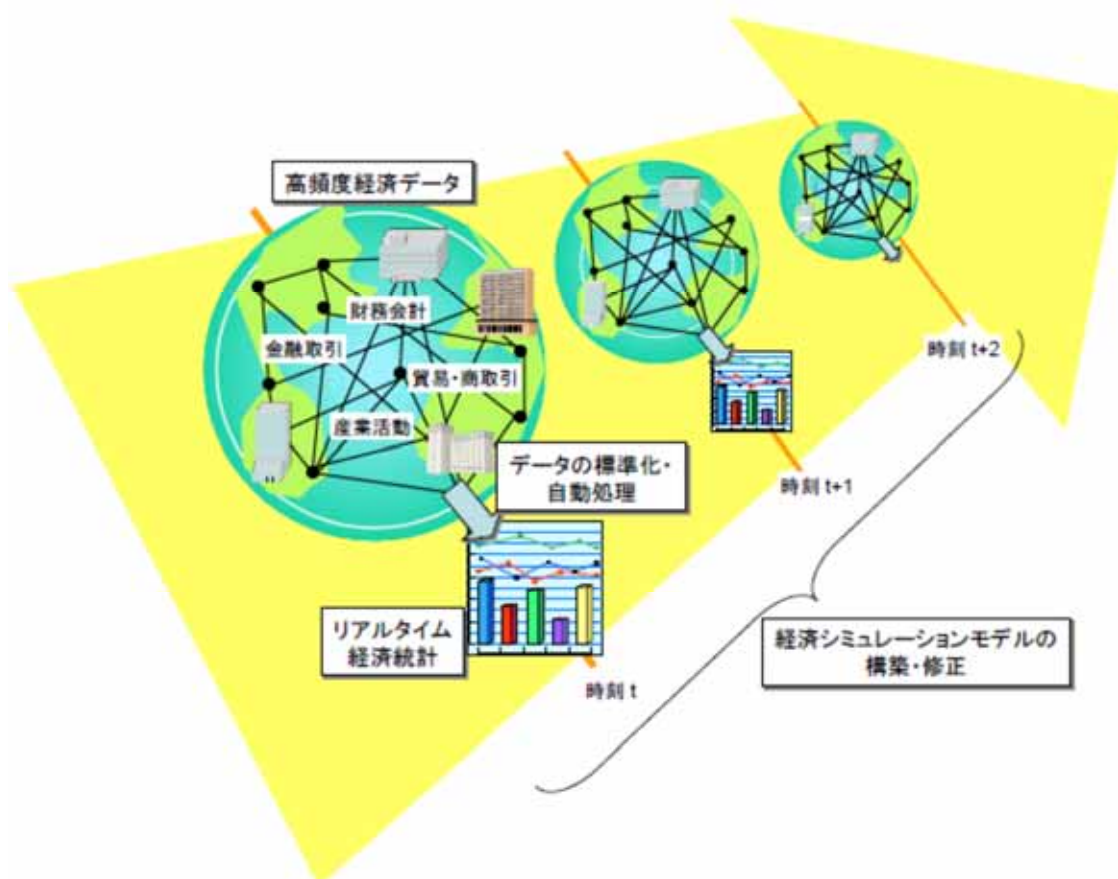 高頻度経済データ
財務会計
金融取引
貿易・商取引
産業活動
データの標準化・
自動処理
リアルタイム
経済統計
時刻 t
時刻 t+1
時刻 t+2
経済シミュレーションモデルの
構築・修正